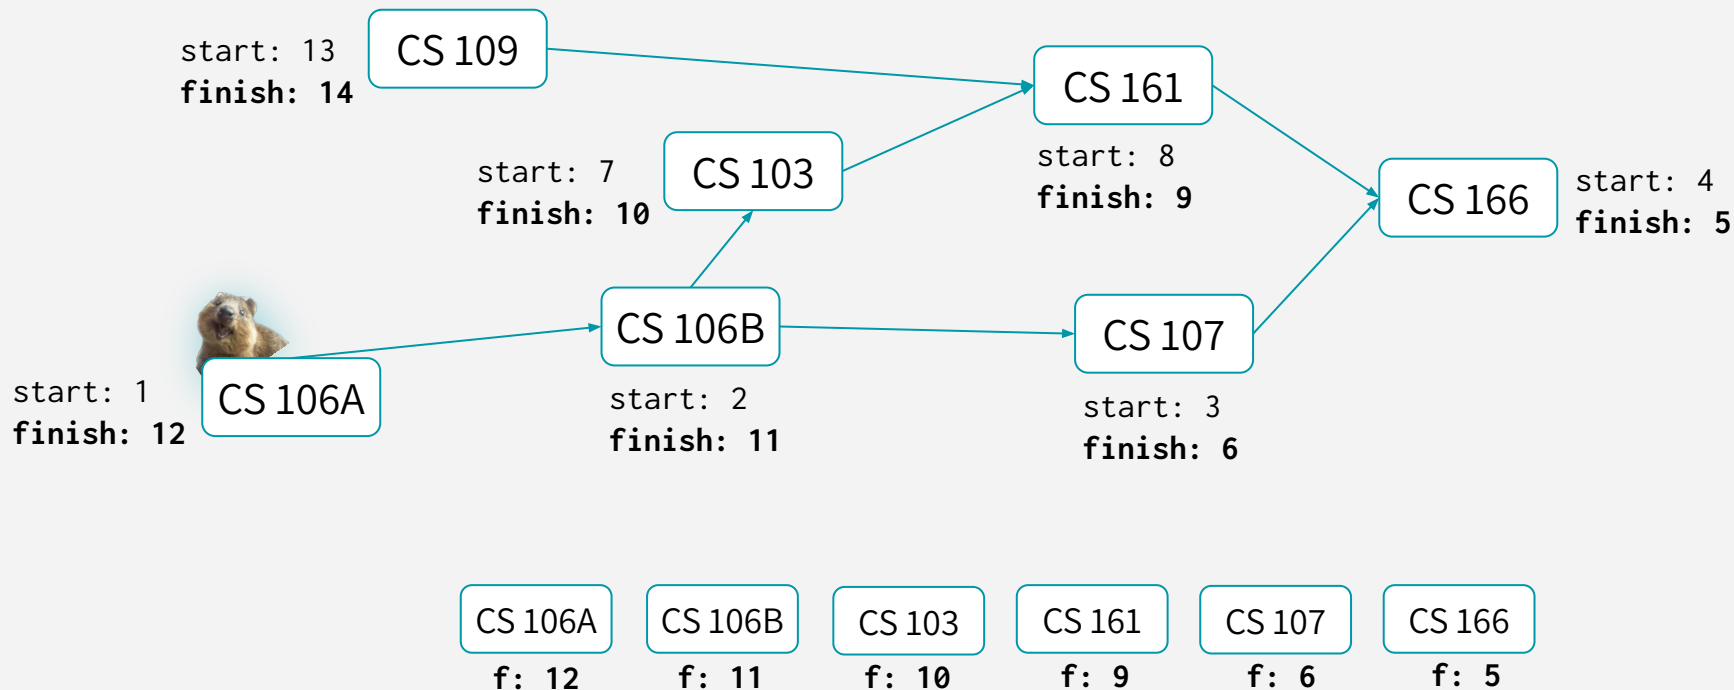 CS 109
start: 13
finish: 14
CS 161
start: 8
finish: 9
CS 103
start: 7
finish: 10
CS 166
start: 4
finish: 5
CS 106B
start: 2
finish: 11
CS 107
start: 3
finish: 6
CS 106A
start: 1
finish: 12
CS 106A CS 106B CS 103 CS 161 CS 107 CS 166
f: 12 f: 11 f: 10 f: 9 f: 6 f: 5